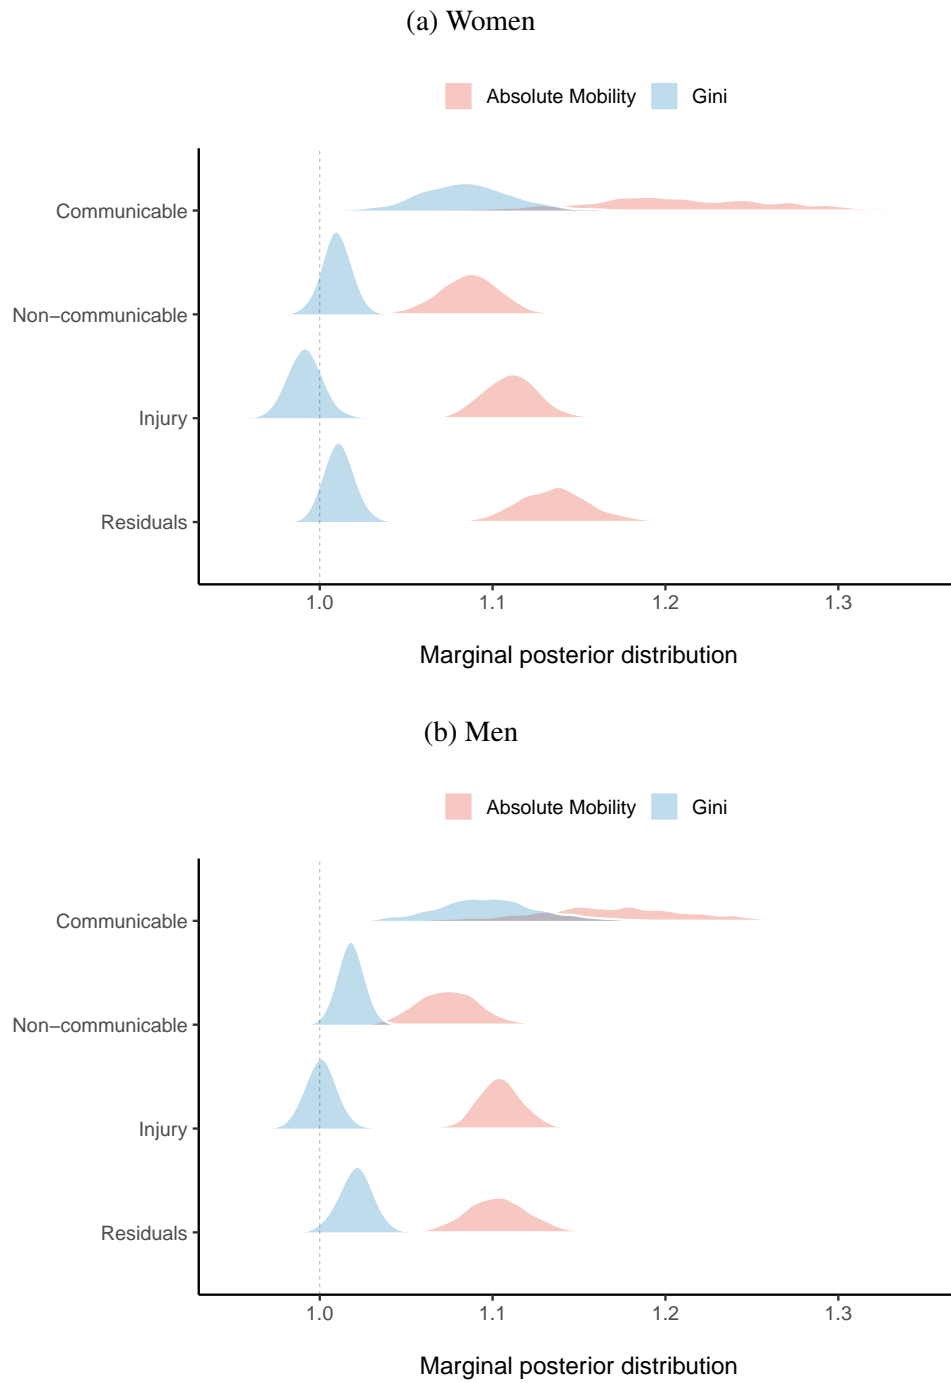 (a) Women
Absolute Mobility Gini
Communicable
Non−communicable
Injury
Residuals
1.0 1.1 1.2 1.3
Marginal posterior distribution
(b) Men
Absolute Mobility Gini
Communicable
Non−communicable
Injury
Residuals
1.0 1.1 1.2 1.3
Marginal posterior distribution